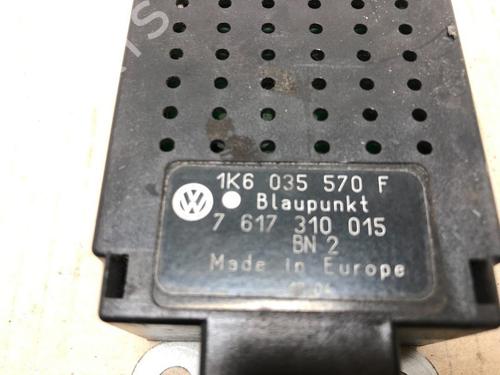 1K6 035 570 F
Blaupunkt
7 617 310 015
BN 2
Made in Europe